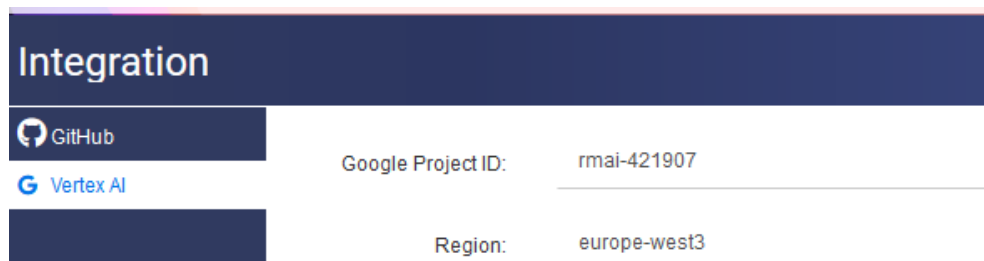 Integration
GitHub
Vertex AI
Google Project ID: rmai-421907
Region: europe-west3